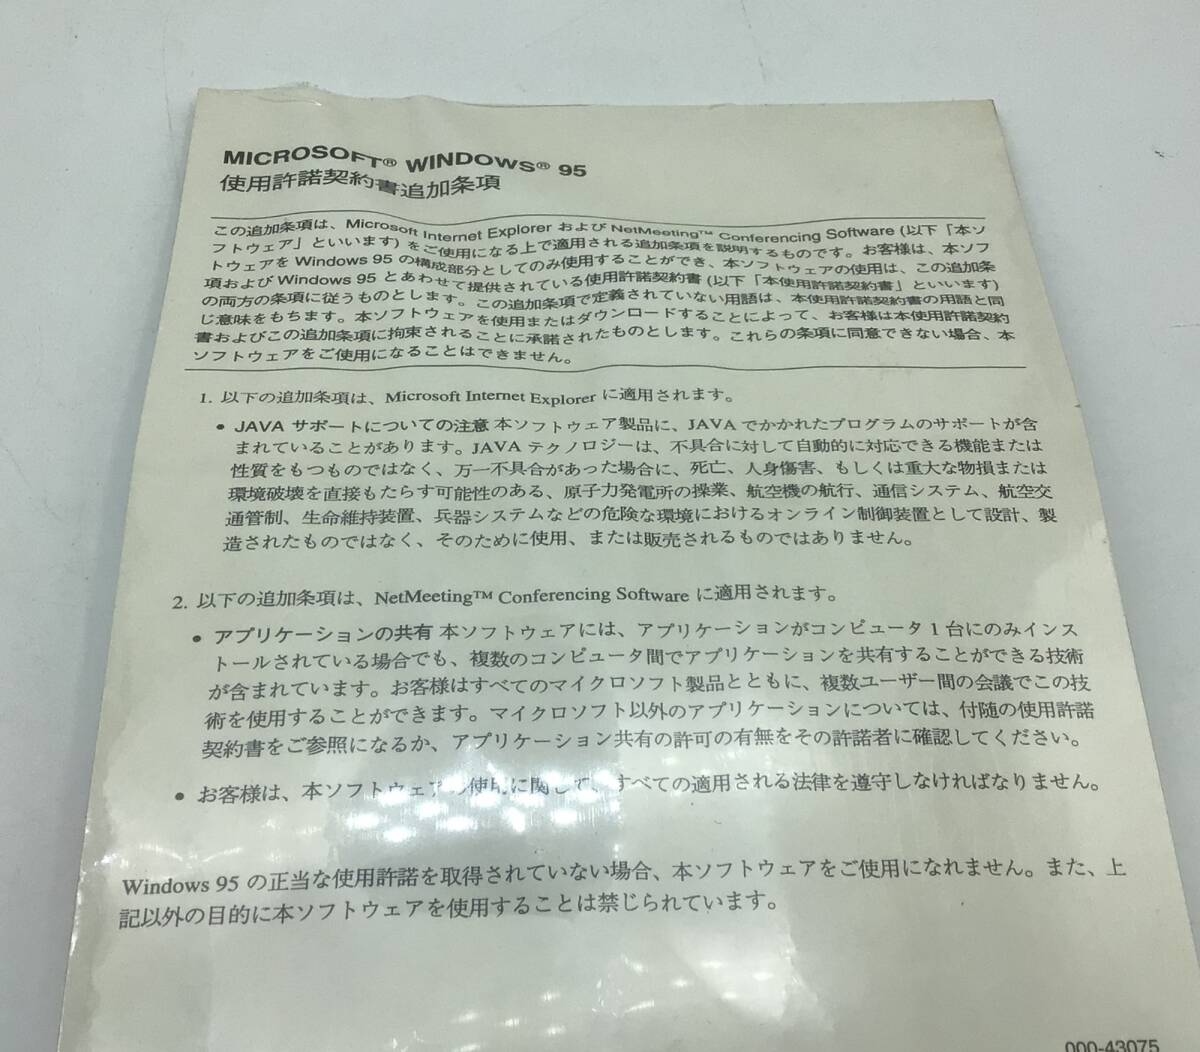 MICROSOFT® WINDOWS® 95
使用許諾契約書追加条項
この追加条項は、Microsoft Internet Explorer および NetMeeting™ Conferencing Software (以下「本ソ
フトウェア」といいます) をご使用になる上で適用される追加条項を説明するものです。お客様は、本ソフ
トウェアを Windows 95 の構成部分としてのみ使用することができ、本ソフトウェアの使用は、この追加条
項および Windows 95 とあわせて提供されている使用許諾契約書 (以下「本使用許諾契約書」といいます)
の両方の条項に従うものとします。この追加条項で定義されていない用語は、本使用許諾契約書の用語と同
じ意味をもちます。本ソフトウェアを使用またはダウンロードすることによって、お客様は本使用許諾契約
書およびこの追加条項に拘束されることに承諾されたものとします。これらの条項に同意できない場合、本
ソフトウェアをご使用になることはできません。
1. 以下の追加条項は、Microsoft Internet Explorer に適用されます。
• JAVA サポートについての注意 本ソフトウェア製品に、JAVA でかかれたプログラムのサポートが含
まれていることがあります。JAVA テクノロジーは、不具合に対して自動的に対応できる機能または
性質をもつものではなく、万一不具合があった場合に、死亡、人身傷害、もしくは重大な物損または
環境破壊を直接もたらす可能性のある、原子力発電所の操業、航空機の航行、通信システム、航空交
通管制、生命維持装置、兵器システムなどの危険な環境におけるオンライン制御装置として設計、製
造されたものではなく、そのために使用、または販売されるものではありません。
2. 以下の追加条項は、NetMeeting™ Conferencing Software に適用されます。
• アプリケーションの共有 本ソフトウェアには、アプリケーションがコンピュータ 1 台にのみインス
トールされている場合でも、複数のコンピュータ間でアプリケーションを共有することができる技術
が含まれています。お客様はすべてのマイクロソフト製品とともに、複数ユーザー間の会議でこの技
術を使用することができます。マイクロソフト以外のアプリケーションについては、付随の使用許諾
契約書をご参照になるか、アプリケーション共有の許可の有無をその許諾者に確認してください。
• お客様は、本ソフトウェアの使用に関して、すべての適用される法律を遵守しなければなりません。
Windows 95 の正当な使用許諾を取得されていない場合、本ソフトウェアをご使用になれません。また、上
記以外の目的に本ソフトウェアを使用することは禁じられています。
000-43075